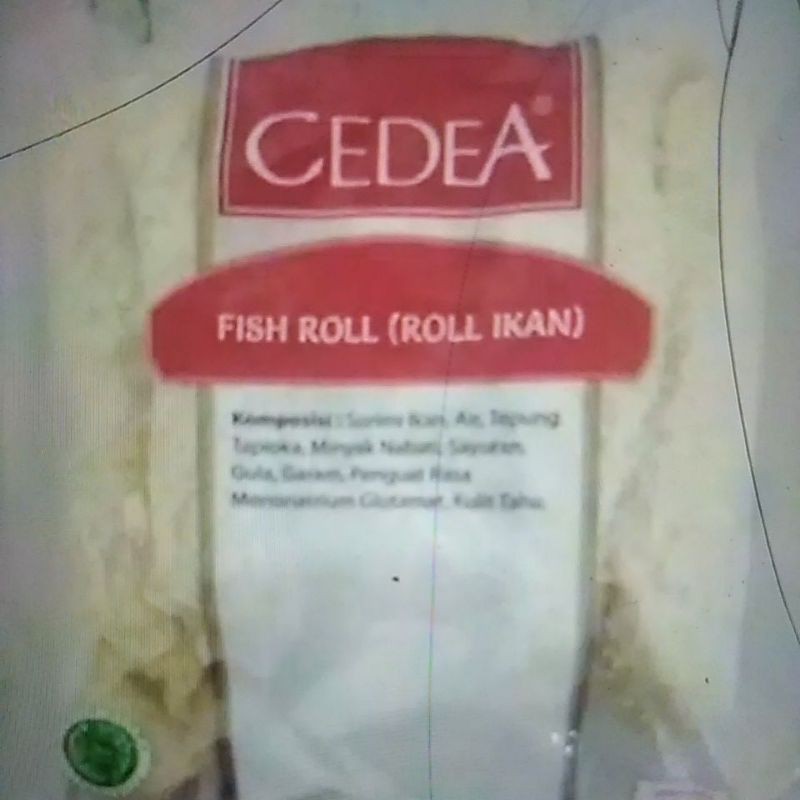 CEDEA
FISH ROLL (ROLL IKAN)
Komposisi : Surimi Ikan, Air, Tepung
Tapioka, Minyak Nabati, Sayuran,
Gula, Garam, Penguat Rasa
Mononatrium Glutamat, Kulit Tahu.